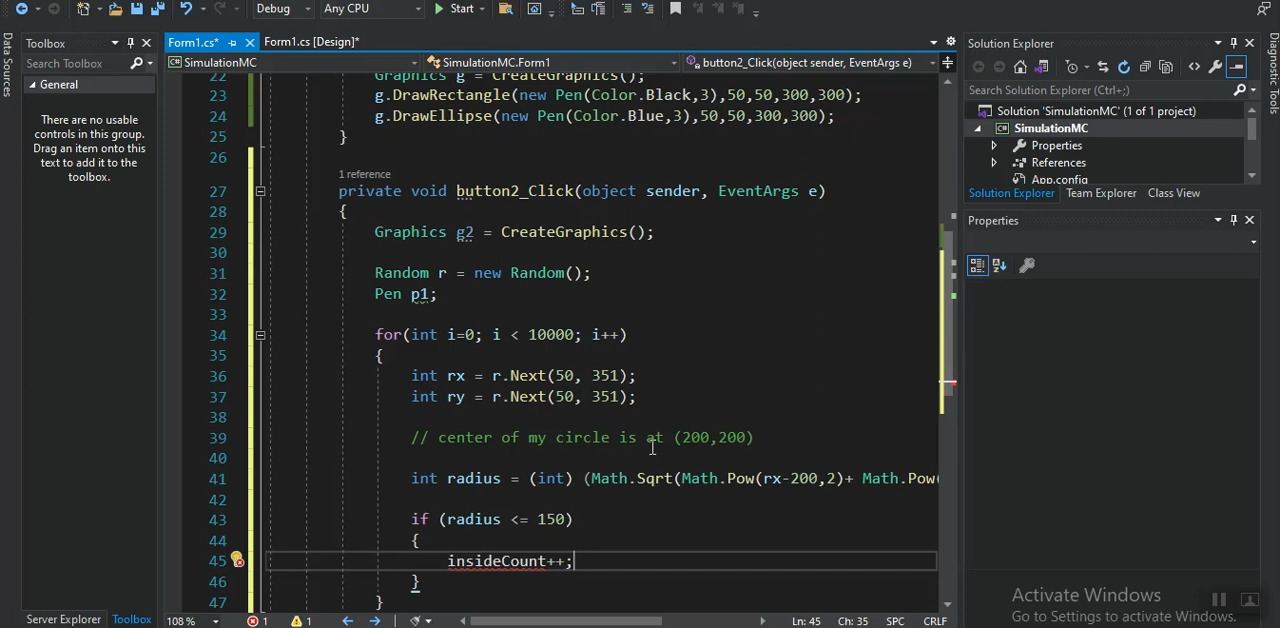 Debug Any CPU Start
Data Sources
Toolbox
Search Toolbox
General
There are no usable
controls in this group.
Drag an item onto this
text to add it to the
toolbox.
Server Explorer Toolbox
Form1.cs* Form1.cs [Design]*
SimulationMC SimulationMC.Form1 button2_Click(object sender, EventArgs e)
22 Graphics g = CreateGraphics();
23 g.DrawRectangle(new Pen(Color.Black,3),50,50,300,300);
24 g.DrawEllipse(new Pen(Color.Blue,3),50,50,300,300);
25 }
26
1 reference
27 private void button2_Click(object sender, EventArgs e)
28 {
29 Graphics g2 = CreateGraphics();
30
31 Random r = new Random();
32 Pen p1;
33
34 for(int i=0; i < 10000; i++)
35 {
36 int rx = r.Next(50, 351);
37 int ry = r.Next(50, 351);
38
39 // center of my circle is at (200,200)
40
41 int radius = (int) (Math.Sqrt(Math.Pow(rx-200,2)+ Math.Pow(
42
43 if (radius <= 150)
44 {
45 insideCount++;
46 }
47 }
108 % 1 1 Ln: 45 Ch: 35 SPC CRLF
Solution Explorer
Search Solution Explorer (Ctrl+;)
Solution 'SimulationMC' (1 of 1 project)
SimulationMC
Properties
References
App.config
Solution Explorer Team Explorer Class View
Properties
Activate Windows
Go to Settings to activate Windows.
Diagnostic Tools